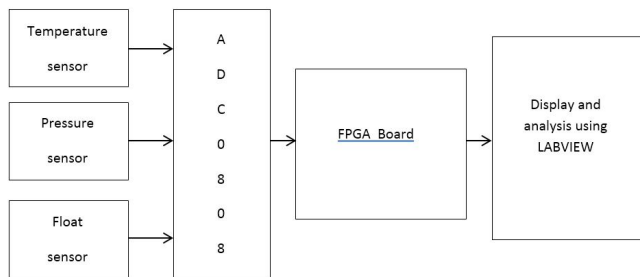 Temperature
sensor
Pressure
sensor
Float
sensor
A
D
C
0
8
0
8
FPGA Board
Display and
analysis using
LABVIEW